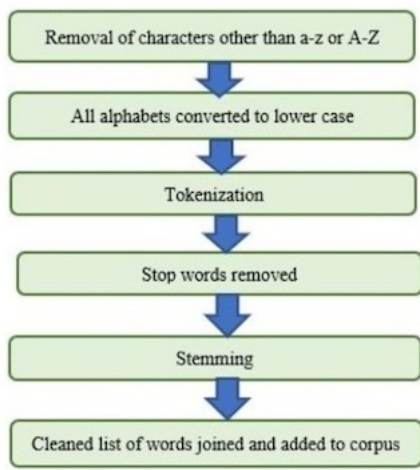 Removal of characters other than a-z or A-Z
All alphabets converted to lower case
Tokenization
Stop words removed
Stemming
Cleaned list of words joined and added to corpus